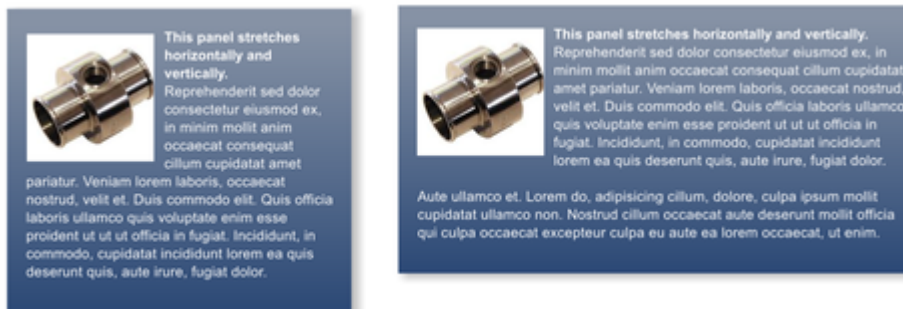 This panel stretches
horizontally and
vertically.
Reprehenderit sed dolor
consectetur eiusmod ex,
in minim mollit anim
occaecat consequat
cillum cupidatat amet
pariatur. Veniam lorem laboris, occaecat
nostrud, velit et. Duis commodo elit. Quis officia
laboris ullamco quis voluptate enim esse
proident ut ut ut officia in fugiat. Incididunt, in
commodo, cupidatat incididunt lorem ea quis
deserunt quis, aute irure, fugiat dolor.
This panel stretches horizontally and vertically.
Reprehenderit sed dolor consectetur eiusmod ex, in
minim mollit anim occaecat consequat cillum cupidatat
amet pariatur. Veniam lorem laboris, occaecat nostrud,
velit et. Duis commodo elit. Quis officia laboris ullamco
quis voluptate enim esse proident ut ut ut officia in
fugiat. Incididunt, in commodo, cupidatat incididunt
lorem ea quis deserunt quis, aute irure, fugiat dolor.
Aute ullamco et. Lorem do, adipisicing cillum, dolore, culpa ipsum mollit
cupidatat ullamco non. Nostrud cillum occaecat aute deserunt mollit officia
qui culpa occaecat excepteur culpa eu aute ea lorem occaecat, ut enim.